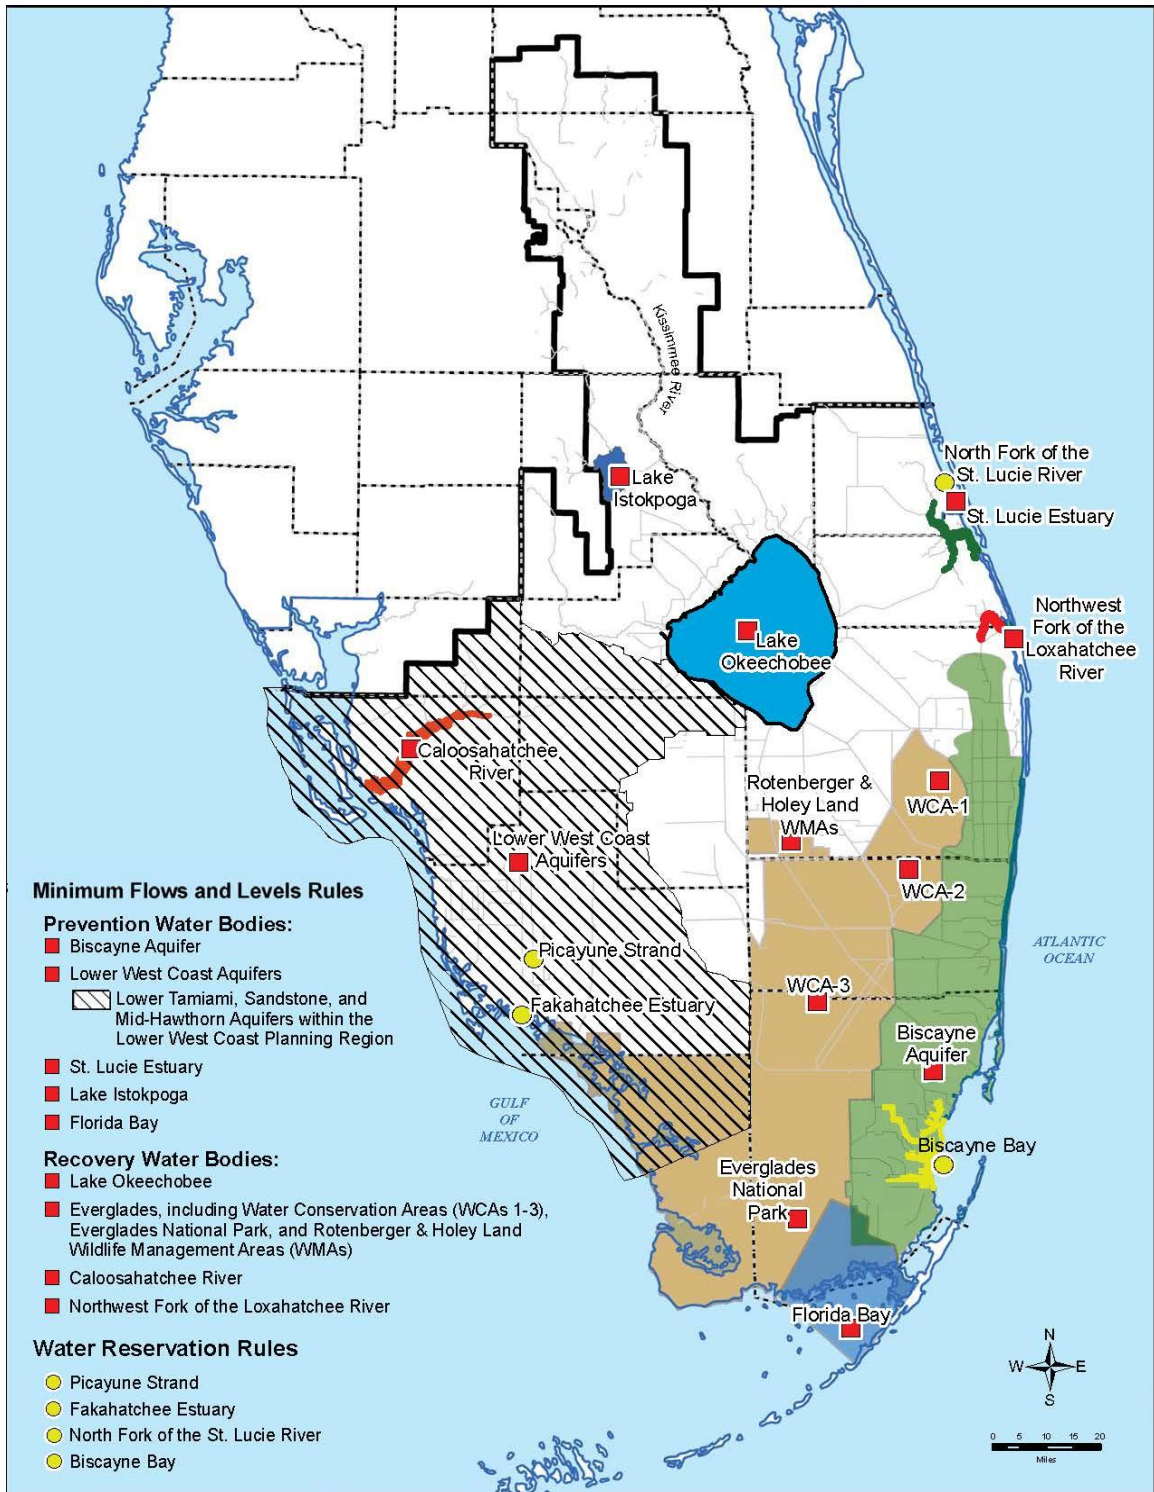 Kissimmee River
North Fork of the
St. Lucie River
Lake
Istokpoga
St. Lucie Estuary
Northwest
Fork of the
Loxahatchee
River
Lake
Okeechobee
Caloosahatchee
River
Rotenberger &
Holey Land
WMAs
WCA-1
Lower West Coast
Aquifers
WCA-2
Minimum Flows and Levels Rules
Prevention Water Bodies:
Biscayne Aquifer
Lower West Coast Aquifers
Lower Tamiami, Sandstone, and
Mid-Hawthorn Aquifers within the
Lower West Coast Planning Region
St. Lucie Estuary
Lake Istokpoga
Florida Bay
Recovery Water Bodies:
Lake Okeechobee
Everglades, including Water Conservation Areas (WCAs 1-3),
Everglades National Park, and Rotenberger & Holey Land
Wildlife Management Areas (WMAs)
Caloosahatchee River
Northwest Fork of the Loxahatchee River
Water Reservation Rules
Picayune Strand
Fakahatchee Estuary
North Fork of the St. Lucie River
Biscayne Bay
Picayune Strand
ATLANTIC
OCEAN
WCA-3
Fakahatchee Estuary
Biscayne
Aquifer
GULF
OF
MEXICO
Biscayne Bay
Everglades
National
Park
Florida Bay
N
W E
S
0 5 10 15 20
Miles